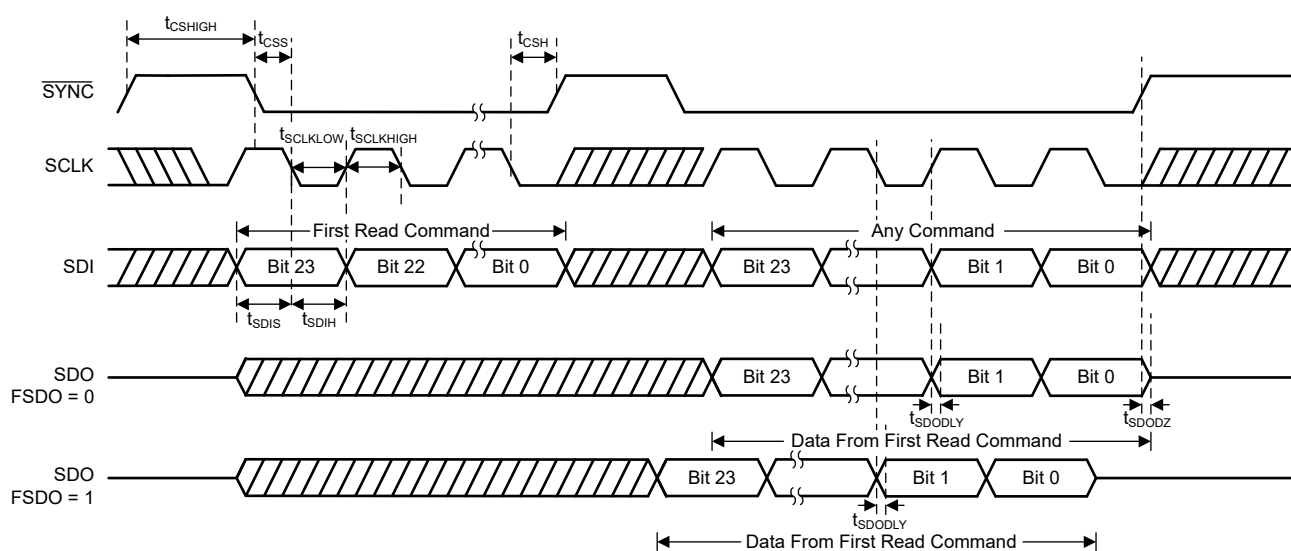 tCSHIGH
tCSS
tCSH
SYNC
tSCLKLOW tSCLKHIGH
SCLK
First Read Command
Any Command
SDI
Bit 23
Bit 22
Bit 0
Bit 23
Bit 1
Bit 0
tSDIS
tSDIH
SDO
FSDO = 0
Bit 23
Bit 1
Bit 0
tSDODLY
tSDODZ
Data From First Read Command
SDO
FSDO = 1
Bit 23
Bit 1
Bit 0
tSDODLY
Data From First Read Command